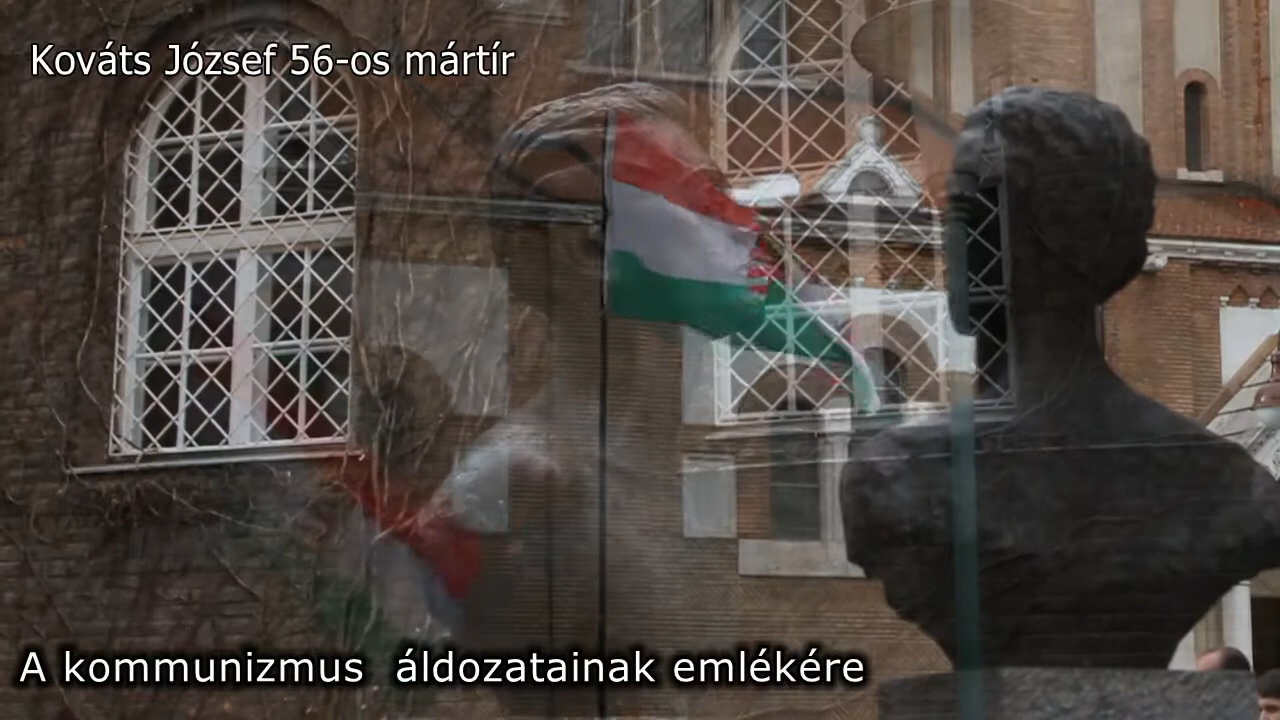 Kováts József 56-os mártír
A kommunizmus  áldozatainak emlékére